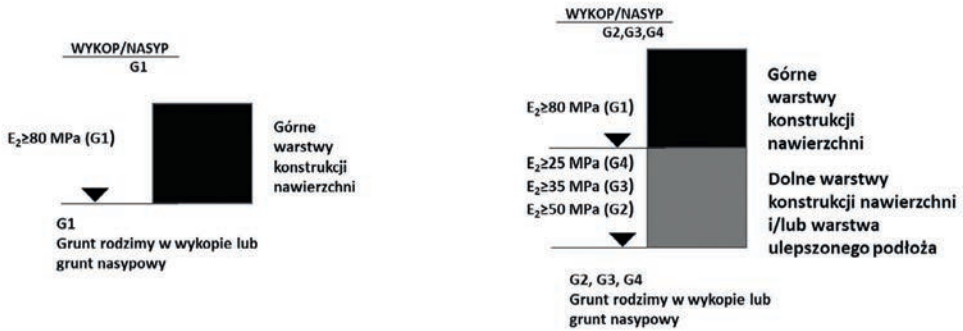 WYKOP/NASYP
G1
E₂≥80 MPa (G1)
Górne
warstwy
konstrukcji
nawierzchni
G1
Grunt rodzimy w wykopie lub
grunt nasypowy
WYKOP/NASYP
G2,G3,G4
E₂≥80 MPa (G1)
Górne
warstwy
konstrukcji
nawierzchni
E₂≥25 MPa (G4)
E₂≥35 MPa (G3)
E₂≥50 MPa (G2)
Dolne warstwy
konstrukcji nawierzchni
i/lub warstwa
ulepszonego podłoża
G2, G3, G4
Grunt rodzimy w wykopie lub
grunt nasypowy